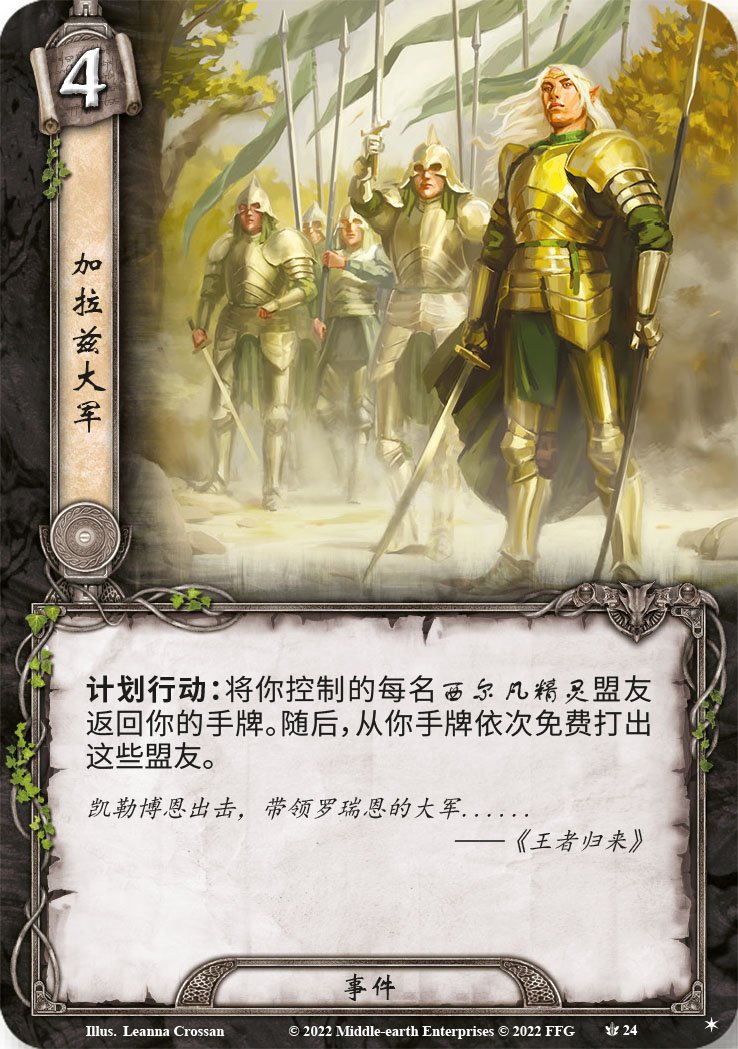 4
加拉兹大军
计划行动：将你控制的每名西尔凡精灵盟友
返回你的手牌。随后，从你手牌依次免费打出
这些盟友。
凯勒博恩出击，带领罗瑞恩的大军......
——《王者归来》
事件
Illus. Leanna Crossan © 2022 Middle-earth Enterprises © 2022 FFG 24